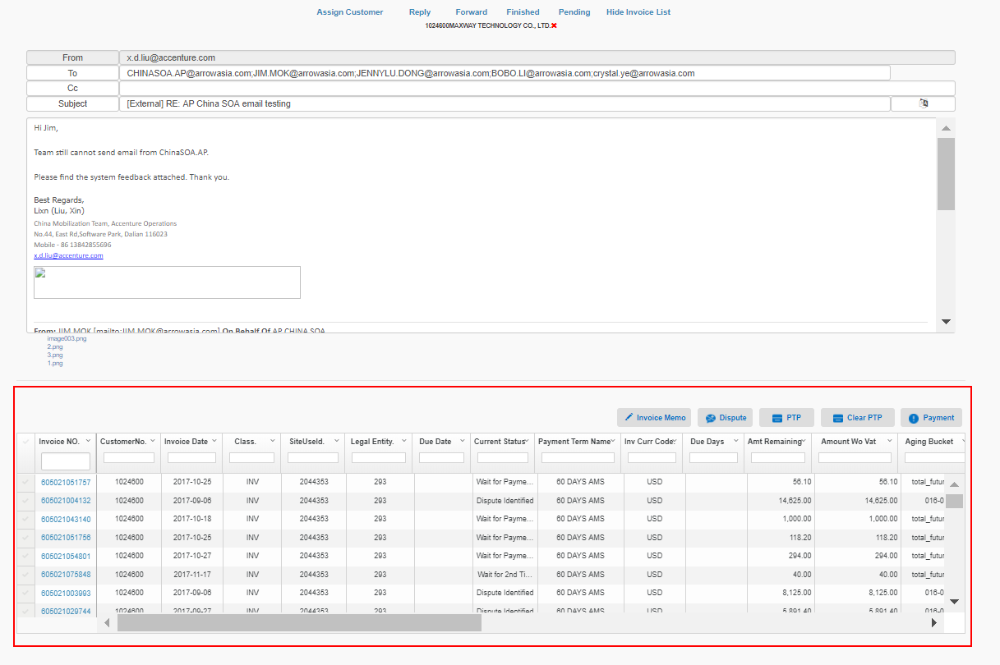 Assign Customer Reply Forward Finished Pending Hide Invoice List
1024600MAXWAY TECHNOLOGY CO., LTD.
From x.d.liu@accenture.com
To CHINASOA.AP@arrowasia.com;JIM.MOK@arrowasia.com;JENNYLU.DONG@arrowasia.com;BOBO.LI@arrowasia.com;crystal.ye@arrowasia.com
Cc
Subject [External] RE: AP China SOA email testing
Hi Jim,
Team still cannot send email from ChinaSOA.AP.
Please find the system feedback attached. Thank you.
Best Regards,
Lixn (Liu, Xin)
China Mobilization Team, Accenture Operations
No.44, East Rd,Software Park, Dalian 116023
Mobile - 86 13842855696
x.d.liu@accenture.com
From: JIM.MOK [mailto:JIM.MOK@arrowasia.com] On Behalf Of AP.CHINA.SOA
image003.png
2.png
3.png
1.png
Invoice Memo Dispute PTP Clear PTP Payment
Invoice NO. CustomerNo. Invoice Date Class. SiteUseId. Legal Entity. Due Date Current Status Payment Term Name Inv Curr Code Due Days Amt Remaining Amount Wo Vat Aging Bucket
605021051757 1024600 2017-10-25 INV 2044353 293 Wait for Payme... 60 DAYS AMS USD 56.10 56.10 total_futur
605021004132 1024600 2017-09-06 INV 2044353 293 Dispute Identified 60 DAYS AMS USD 14,625.00 14,625.00 016-0
605021043140 1024600 2017-10-18 INV 2044353 293 Wait for Payme... 60 DAYS AMS USD 1,000.00 1,000.00 total_futur
605021051756 1024600 2017-10-25 INV 2044353 293 Wait for Payme... 60 DAYS AMS USD 118.20 118.20 total_futur
605021054801 1024600 2017-10-27 INV 2044353 293 Wait for Payme... 60 DAYS AMS USD 294.00 294.00 total_futur
605021075848 1024600 2017-11-17 INV 2044353 293 Wait for 2nd Ti... 60 DAYS AMS USD 40.00 40.00 total_futur
605021003993 1024600 2017-09-06 INV 2044353 293 Dispute Identified 60 DAYS AMS USD 8,125.00 8,125.00 016-0
605021029744 1024600 2017-09-27 INV 2044353 293 Dispute Identified 60 DAYS AMS USD 5,891.40 5,891.40 016-0